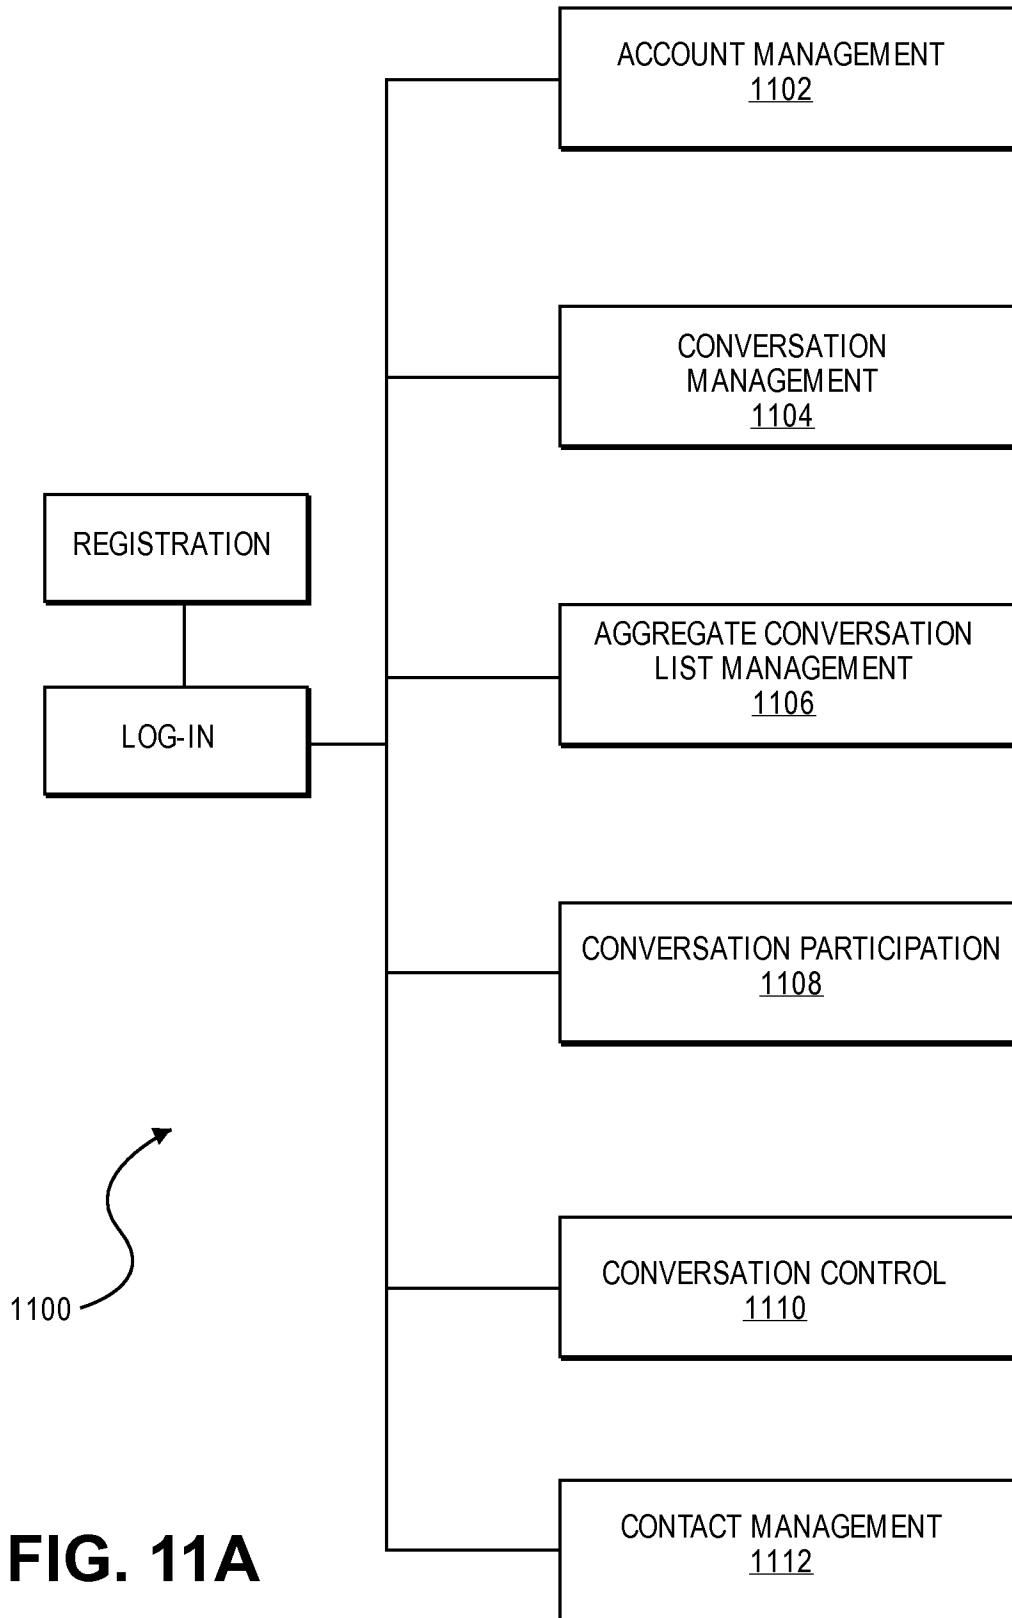 ACCOUNT MANAGEMENT
1102
CONVERSATION
MANAGEMENT
1104
REGISTRATION
AGGREGATE CONVERSATION
LIST MANAGEMENT
1106
LOG-IN
CONVERSATION PARTICIPATION
1108
CONVERSATION CONTROL
1110
1100
CONTACT MANAGEMENT
1112
FIG. 11A